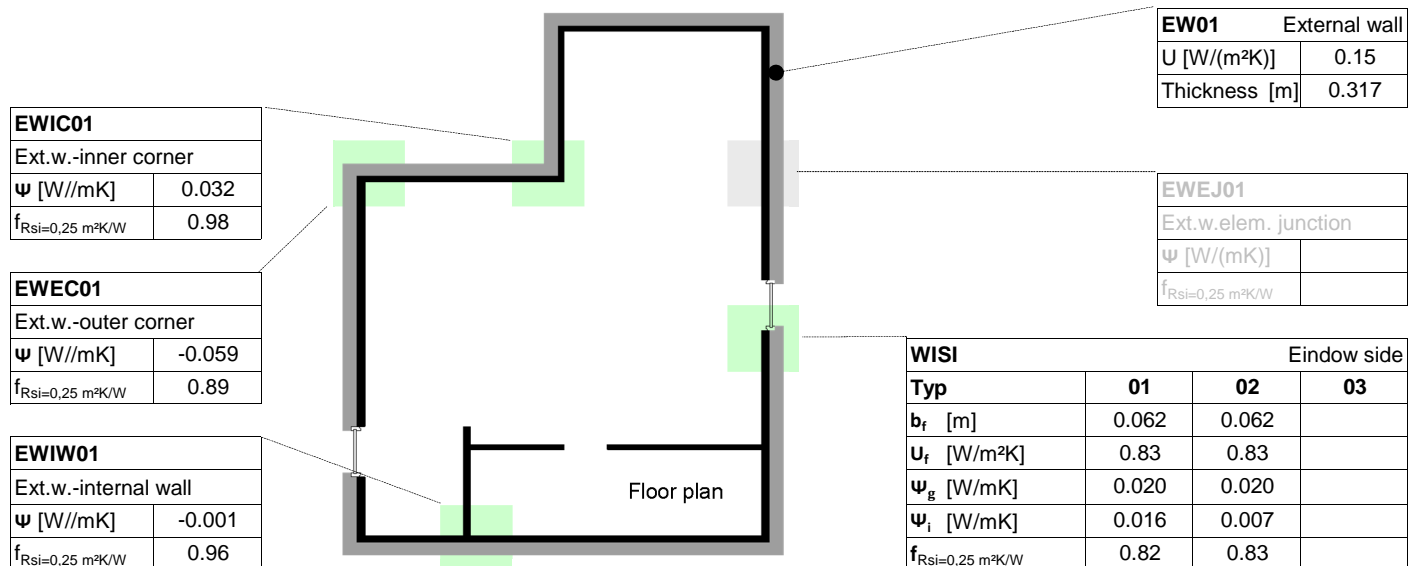 EWIC01
Ext.w.-inner corner
Ψ [W//mK] 0.032
fRsi=0,25 m²K/W 0.98
EWEC01
Ext.w.-outer corner
Ψ [W//mK] -0.059
fRsi=0,25 m²K/W 0.89
EWIW01
Ext.w.-internal wall
Ψ [W//mK] -0.001
fRsi=0,25 m²K/W 0.96
Floor plan
EW01 External wall
U [W/(m²K)] 0.15
Thickness [m] 0.317
EWEJ01
Ext.w.elem. junction
Ψ [W/(mK)]
fRsi=0,25 m²K/W
WISI Eindow side
Typ 01 02 03
bf [m] 0.062 0.062
Uf [W/m²K] 0.83 0.83
Ψg [W/mK] 0.020 0.020
Ψi [W/mK] 0.016 0.007
fRsi=0,25 m²K/W 0.82 0.83